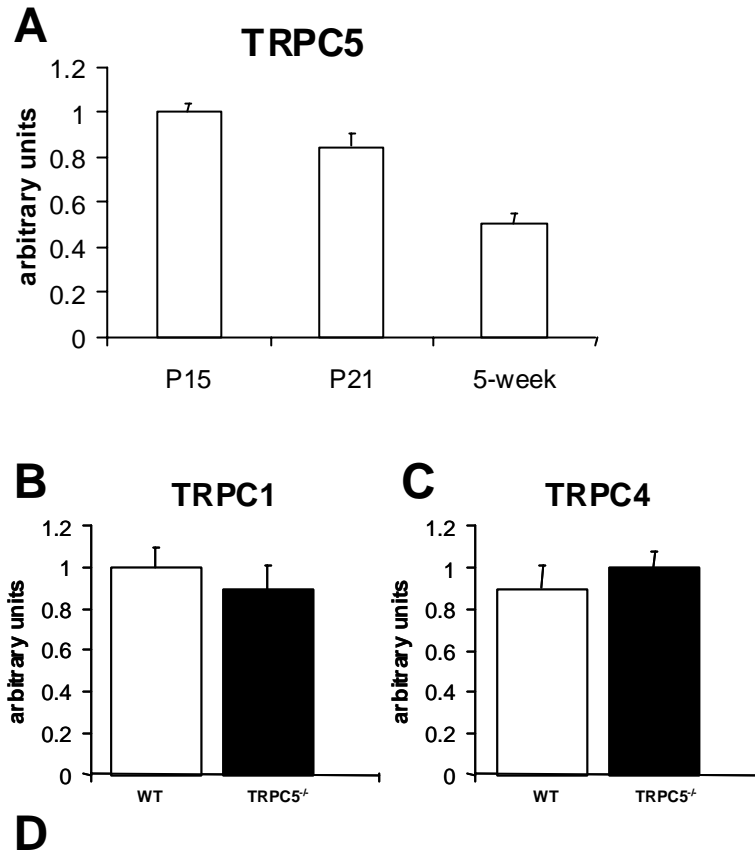 A
TRPC5
arbitrary units
1.2
1
0.8
0.6
0.4
0.2
0
P15 P21 5-week
B
TRPC1
arbitrary units
1.2
1
0.8
0.6
0.4
0.2
0
WT TRPC5-/-
C
TRPC4
arbitrary units
1.2
1
0.8
0.6
0.4
0.2
0
WT TRPC5-/-
D